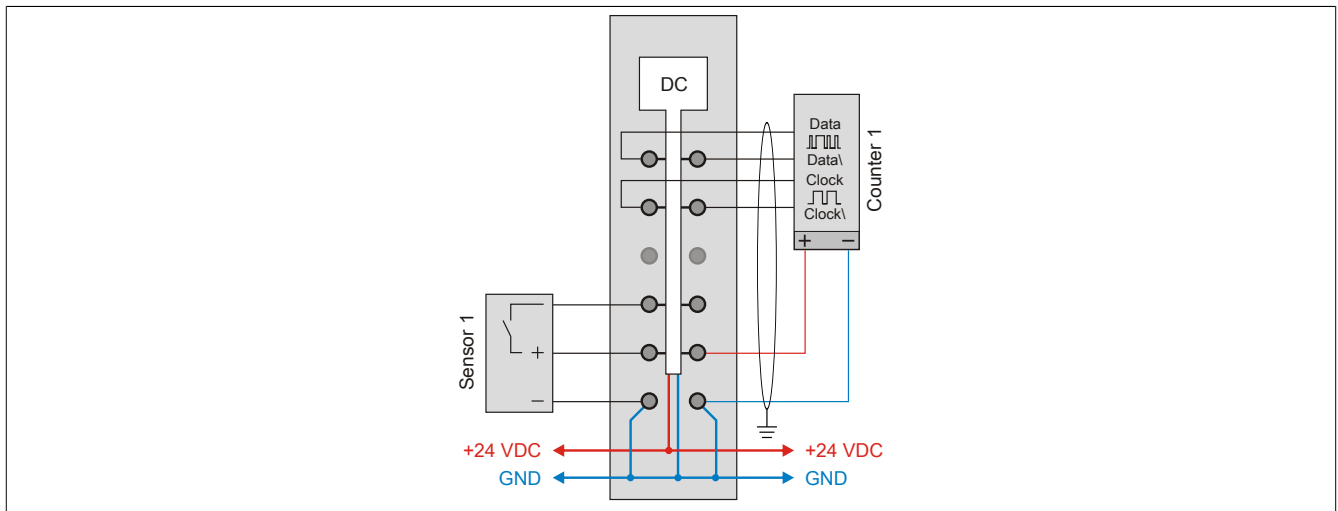 DC
Data
Data\
Clock
Clock\
Counter 1
+ −
Sensor 1
+
−
+24 VDC
+24 VDC
GND
GND